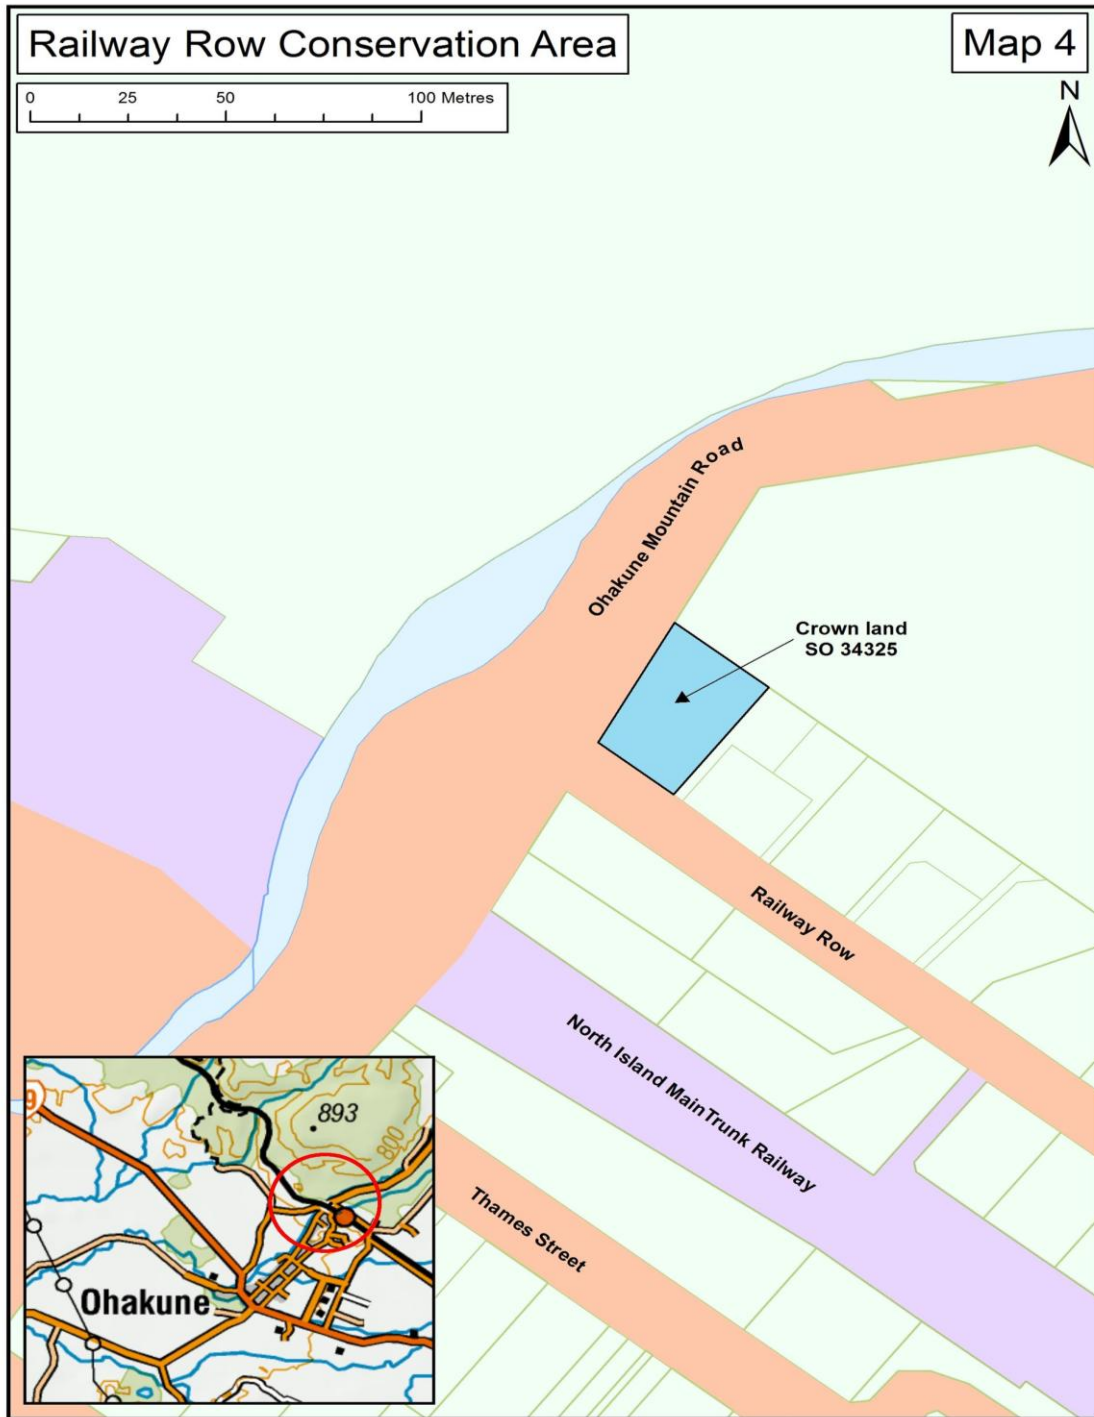 Railway Row Conservation Area
Map 4
0 25 50 100 Metres
N
Ohakune Mountain Road
Crown land
SO 34325
Railway Row
North Island MainTrunk Railway
Thames Street
893
800
9
Ohakune